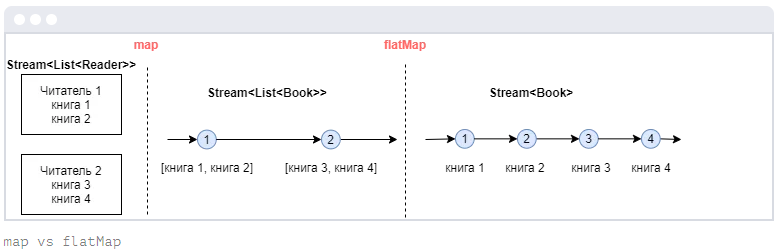 map
flatMap
Stream<List<Reader>>
Читатель 1
книга 1
книга 2
Читатель 2
книга 3
книга 4
Stream<List<Book>>
1
2
[книга 1, книга 2]
[книга 3, книга 4]
Stream<Book>
1
2
3
4
книга 1
книга 2
книга 3
книга 4
map vs flatMap